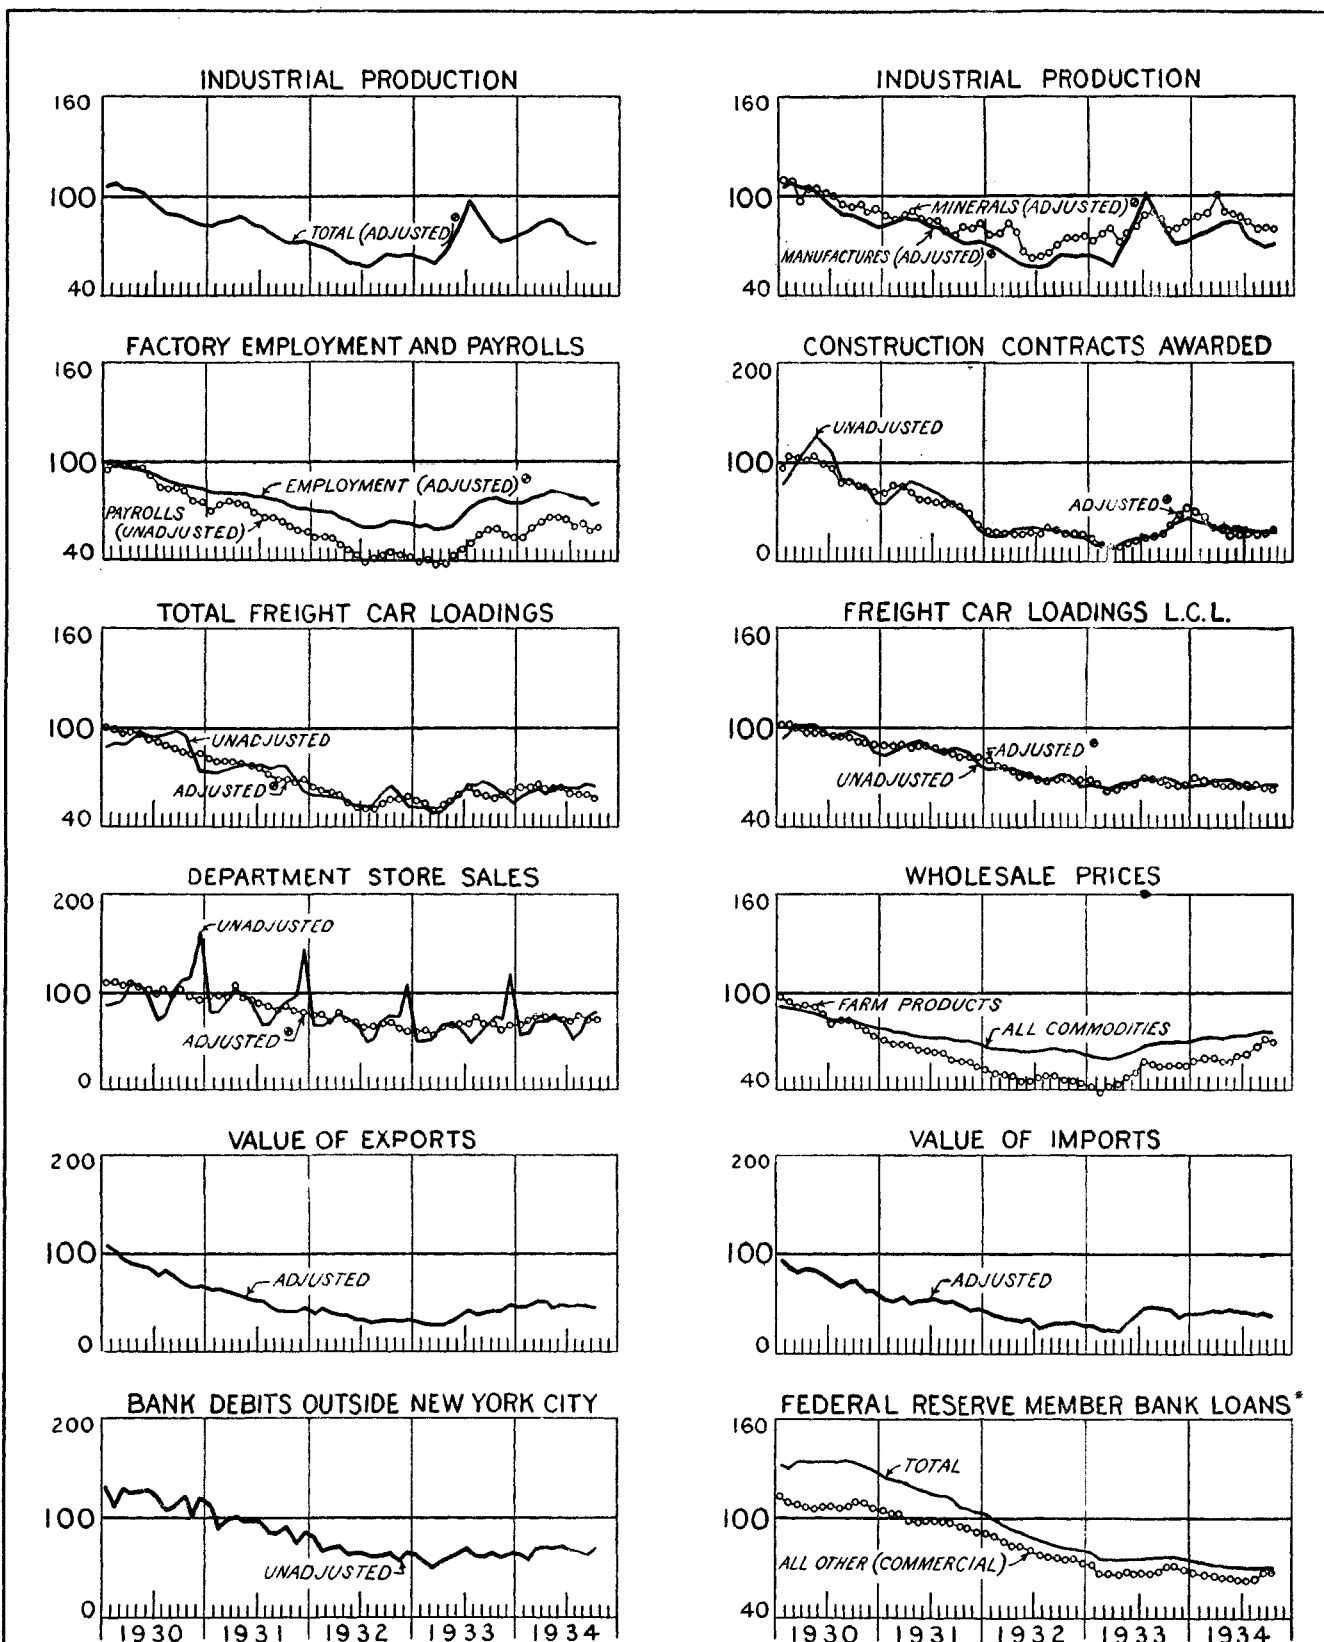 INDUSTRIAL PRODUCTION
160
100
40
TOTAL (ADJUSTED)
INDUSTRIAL PRODUCTION
160
100
40
MINERALS (ADJUSTED)
MANUFACTURES (ADJUSTED)
FACTORY EMPLOYMENT AND PAYROLLS
160
100
40
EMPLOYMENT (ADJUSTED)
PAYROLLS
(UNADJUSTED)
CONSTRUCTION CONTRACTS AWARDED
200
100
0
UNADJUSTED
ADJUSTED
TOTAL FREIGHT CAR LOADINGS
160
100
40
UNADJUSTED
ADJUSTED
FREIGHT CAR LOADINGS L.C.L.
160
100
40
ADJUSTED
UNADJUSTED
DEPARTMENT STORE SALES
200
100
0
UNADJUSTED
ADJUSTED
WHOLESALE PRICES
160
100
40
FARM PRODUCTS
ALL COMMODITIES
VALUE OF EXPORTS
200
100
0
ADJUSTED
VALUE OF IMPORTS
200
100
0
ADJUSTED
BANK DEBITS OUTSIDE NEW YORK CITY
200
100
0
UNADJUSTED
1930 1931 1932 1933 1934
FEDERAL RESERVE MEMBER BANK LOANS*
160
100
40
TOTAL
ALL OTHER (COMMERCIAL)
1930 1931 1932 1933 1934